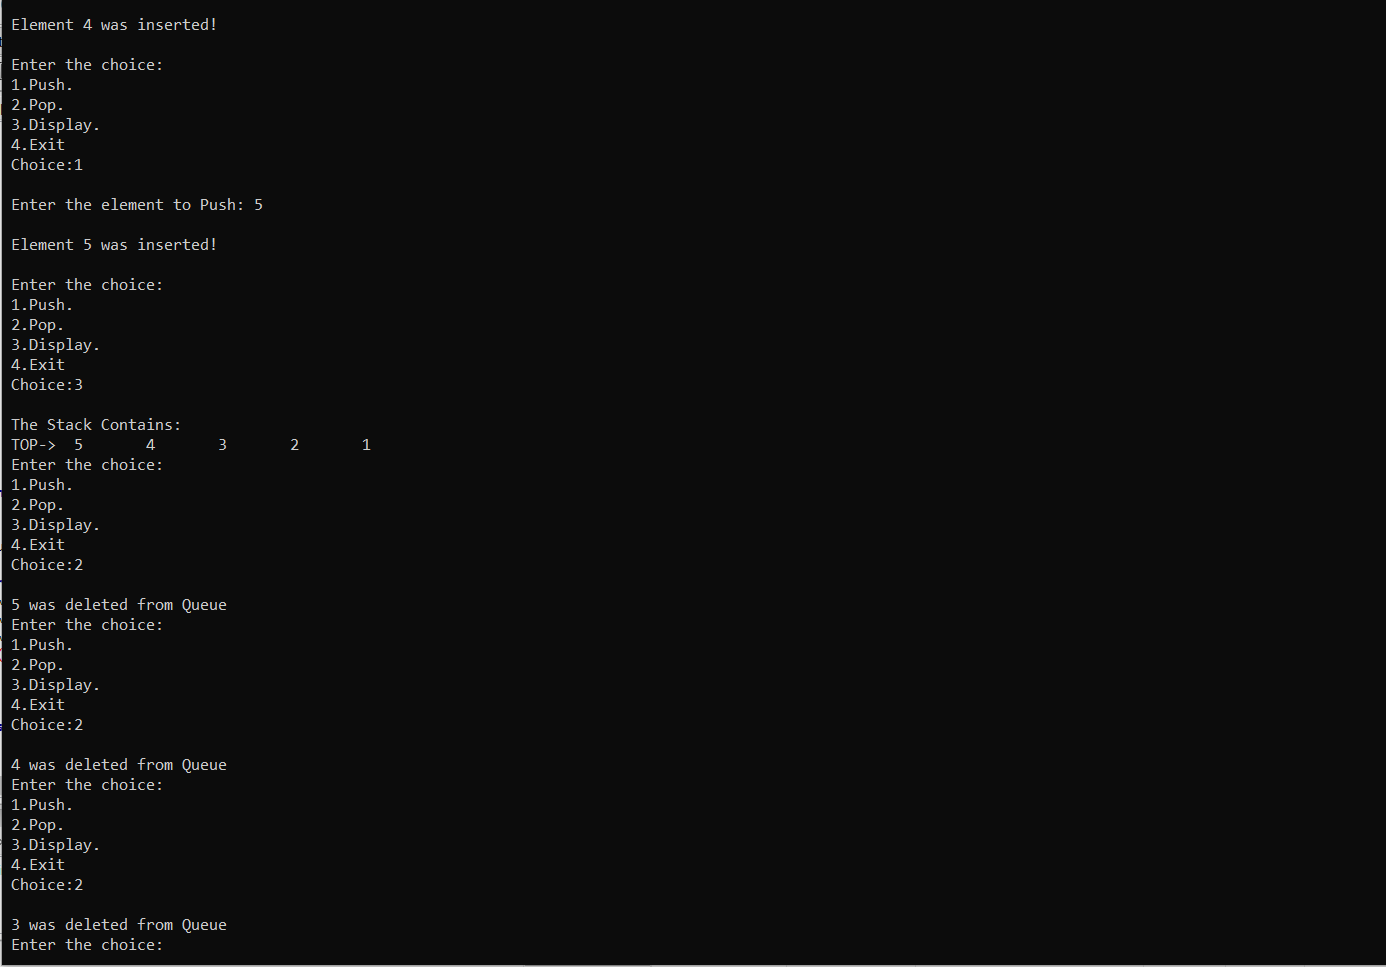 Element 4 was inserted!
Enter the choice:
1.Push.
2.Pop.
3.Display.
4.Exit
Choice:1
Enter the element to Push: 5
Element 5 was inserted!
Enter the choice:
1.Push.
2.Pop.
3.Display.
4.Exit
Choice:3
The Stack Contains:
TOP->  5       4       3       2       1
Enter the choice:
1.Push.
2.Pop.
3.Display.
4.Exit
Choice:2
5 was deleted from Queue
Enter the choice:
1.Push.
2.Pop.
3.Display.
4.Exit
Choice:2
4 was deleted from Queue
Enter the choice:
1.Push.
2.Pop.
3.Display.
4.Exit
Choice:2
3 was deleted from Queue
Enter the choice: